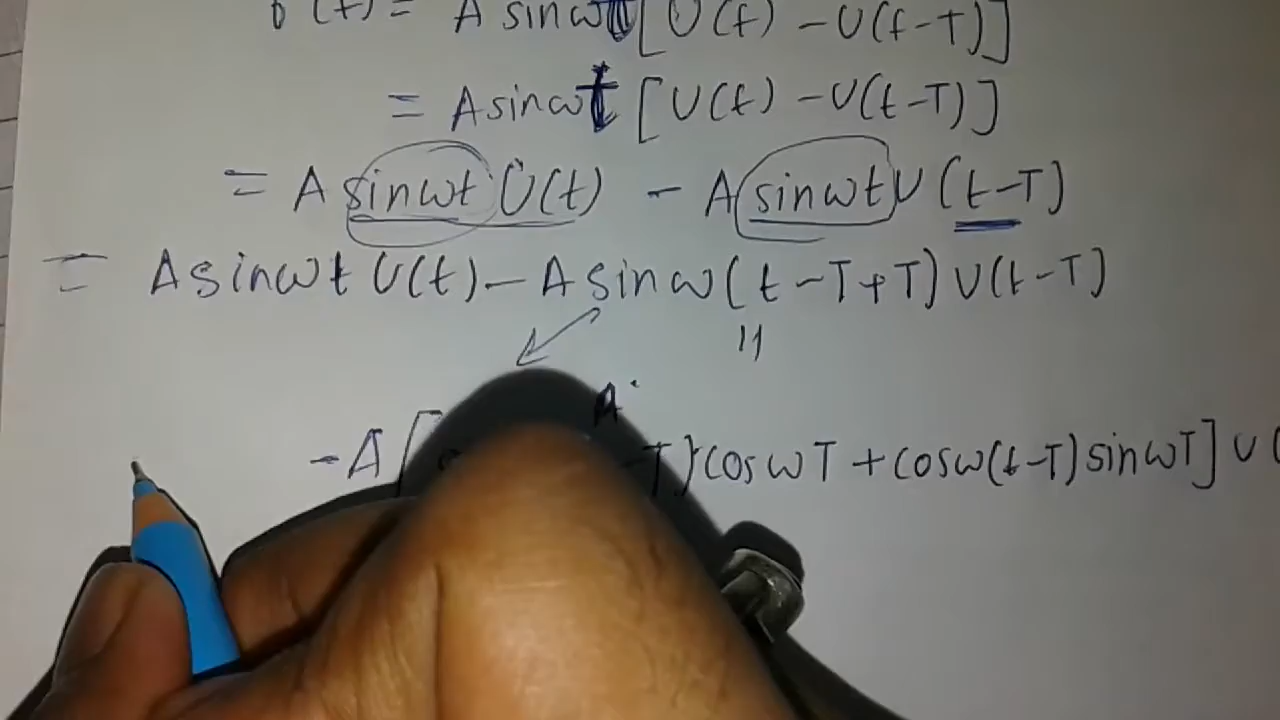 (t) = A sinωt [U(t) - U(t-T)]
= A sinωt [U(t) - U(t-T)]
= A sinωt U(t) - A sinωt U(t-T)
= A sinωt U(t) - A sinω(t-T+T) U(t-T)
-A[ T) cosωT + cosω(t-T) sinωT] U(